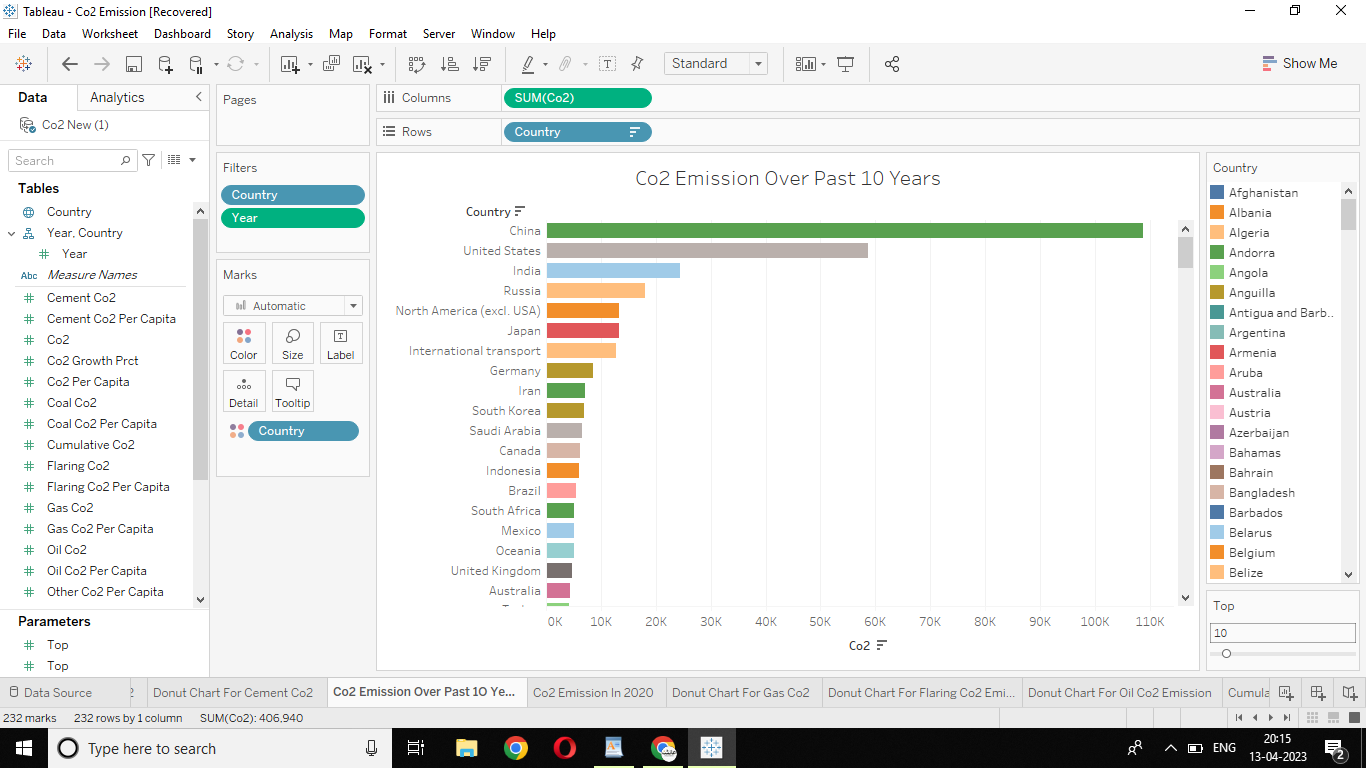 Tableau - Co2 Emission [Recovered]
File Data Worksheet Dashboard Story Analysis Map Format Server Window Help
Standard
Show Me
Data Analytics
Co2 New (1)
Search
Tables
Country
Year, Country
Year
Abc Measure Names
Cement Co2
Cement Co2 Per Capita
Co2
Co2 Growth Prct
Co2 Per Capita
Coal Co2
Coal Co2 Per Capita
Cumulative Co2
Flaring Co2
Flaring Co2 Per Capita
Gas Co2
Gas Co2 Per Capita
Oil Co2
Oil Co2 Per Capita
Other Co2 Per Capita
Parameters
Top
Top
Pages
Filters
Country
Year
Marks
Automatic
Color Size Label
Detail Tooltip
Country
Columns SUM(Co2)
Rows Country
Co2 Emission Over Past 10 Years
Country
China
United States
India
Russia
North America (excl. USA)
Japan
International transport
Germany
Iran
South Korea
Saudi Arabia
Canada
Indonesia
Brazil
South Africa
Mexico
Oceania
United Kingdom
Australia
0K 10K 20K 30K 40K 50K 60K 70K 80K 90K 100K 110K
Co2
Country
Afghanistan
Albania
Algeria
Andorra
Angola
Anguilla
Antigua and Barb..
Argentina
Armenia
Aruba
Australia
Austria
Azerbaijan
Bahamas
Bahrain
Bangladesh
Barbados
Belarus
Belgium
Belize
Top
10
Data Source 2 Donut Chart For Cement Co2 Co2 Emission Over Past 1O Ye... Co2 Emission In 2020 Donut Chart For Gas Co2 Donut Chart For Flaring Co2 Emi... Donut Chart For Oil Co2 Emission Cumula
232 marks 232 rows by 1 column SUM(Co2): 406,940
Type here to search
ENG
20:15
13-04-2023
2